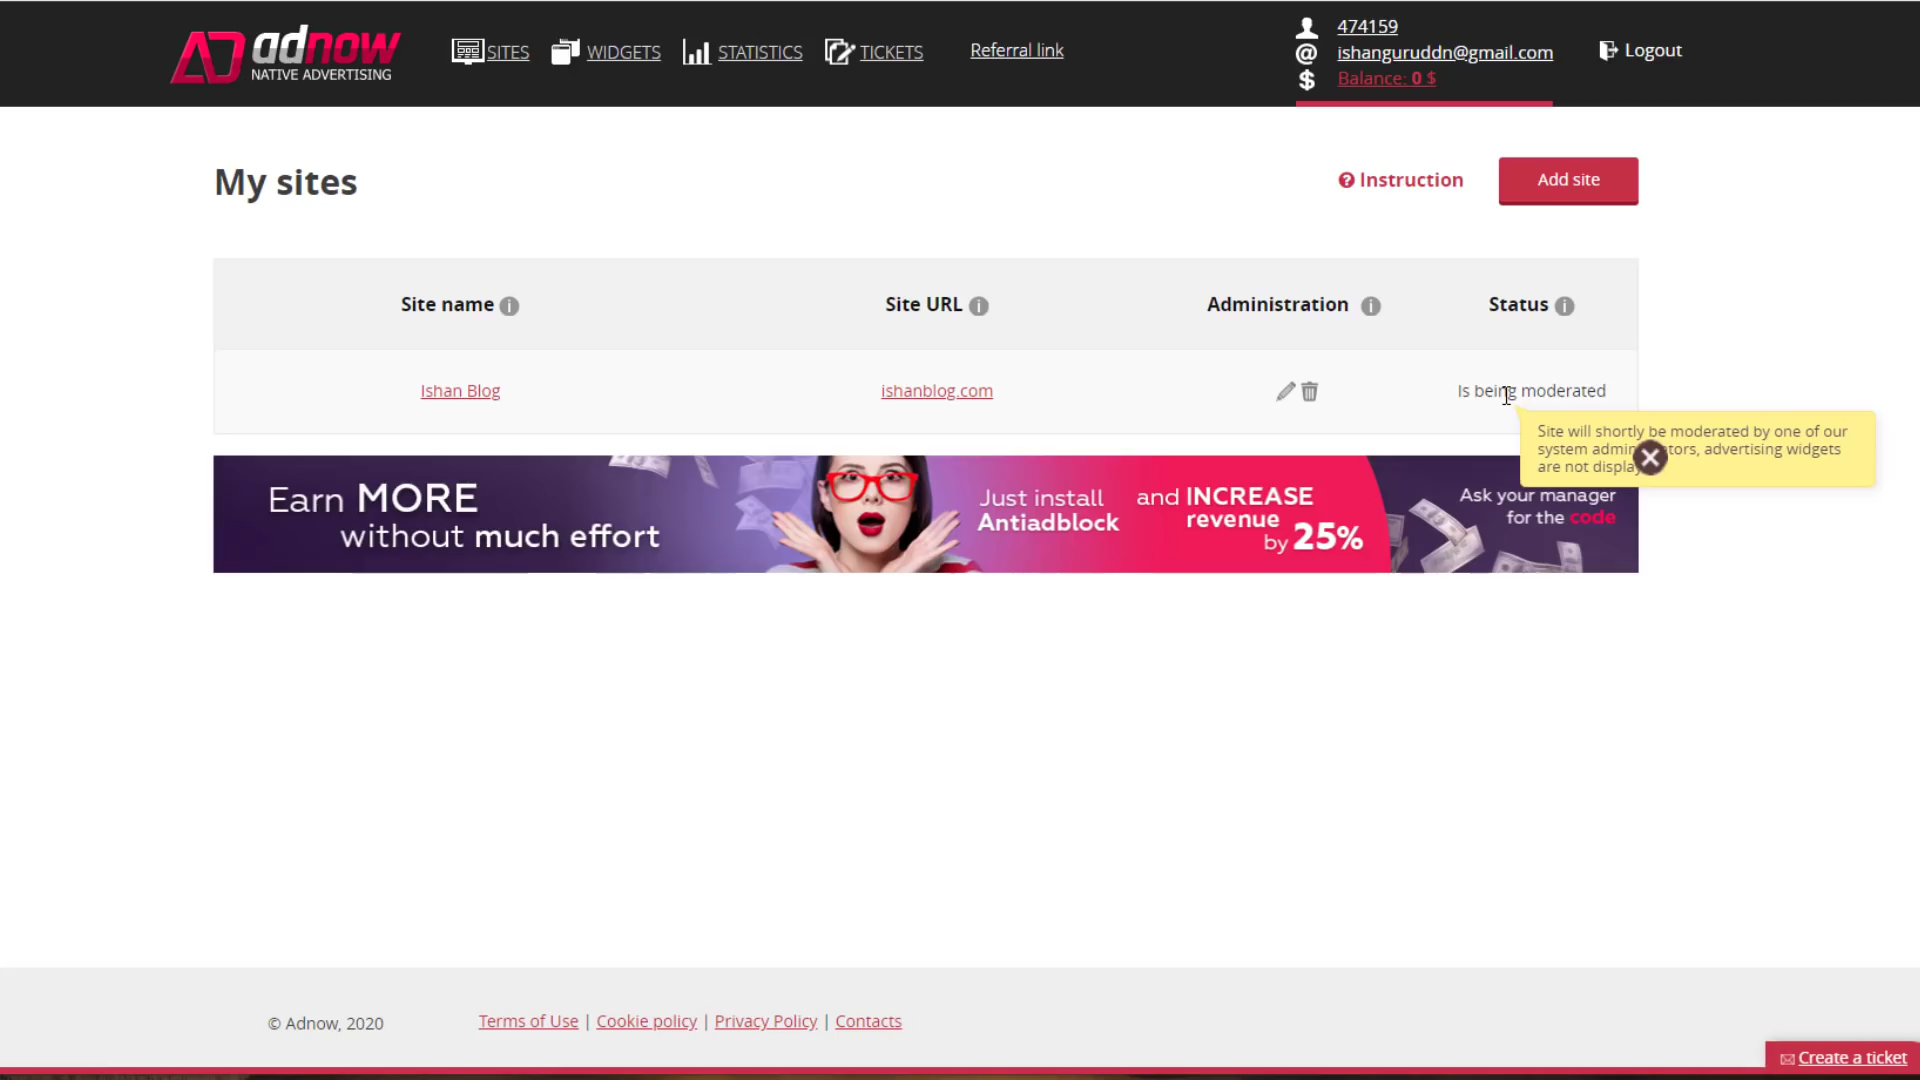 adnow
NATIVE ADVERTISING
SITES
WIDGETS
STATISTICS
TICKETS
Referral link
474159
@ ishanguruddn@gmail.com
$ Balance: 0 $
Logout
My sites
Instruction
Add site
Site name
Site URL
Administration
Status
Ishan Blog
ishanblog.com
Is being moderated
Site will shortly be moderated by one of our
system admin tors, advertising widgets
are not
Earn MORE
without much effort
Just install
Antiadblock
and INCREASE
revenue
by 25%
Ask your manager
for the code
© Adnow, 2020
Terms of Use | Cookie policy | Privacy Policy | Contacts
Create a ticket